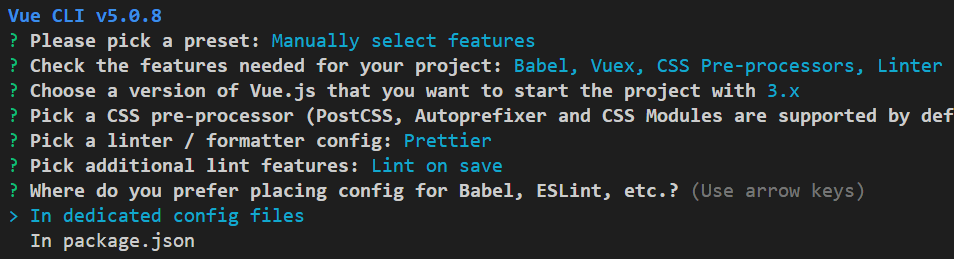 Vue CLI v5.0.8
? Please pick a preset: Manually select features
? Check the features needed for your project: Babel, Vuex, CSS Pre-processors, Linter
? Choose a version of Vue.js that you want to start the project with 3.x
? Pick a CSS pre-processor (PostCSS, Autoprefixer and CSS Modules are supported by def
? Pick a linter / formatter config: Prettier
? Pick additional lint features: Lint on save
? Where do you prefer placing config for Babel, ESLint, etc.? (Use arrow keys)
> In dedicated config files
In package.json